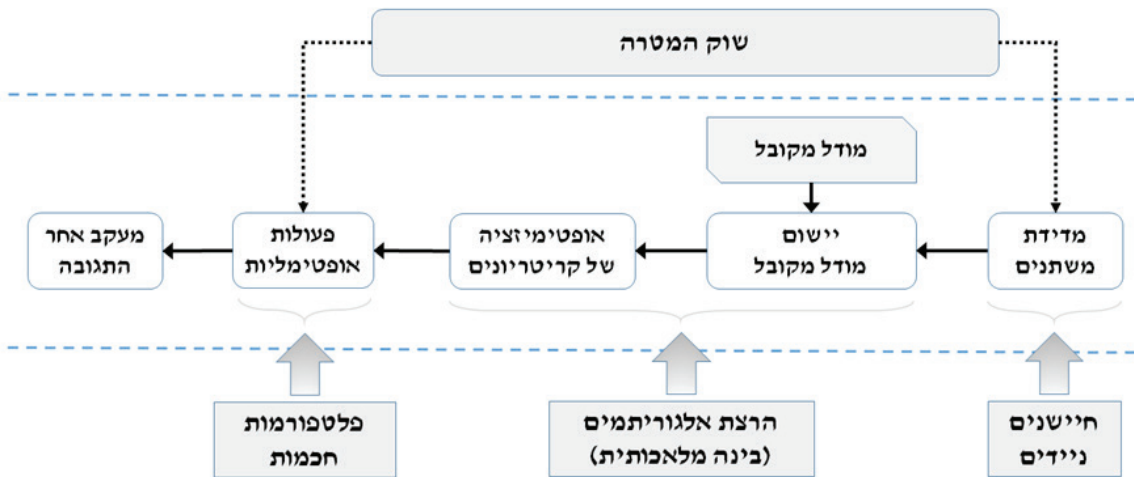 שוק המטרה
מודל מקובל
מדידת
משתנים
יישום
מודל מקובל
אופטימיזציה
של קריטריונים
פעולות
אופטימליות
מעקב אחר
התגובה
חיישנים
ניידים
הרצת אלגוריתמים
(בינה מלאכותית)
פלטפורמות
חכמות